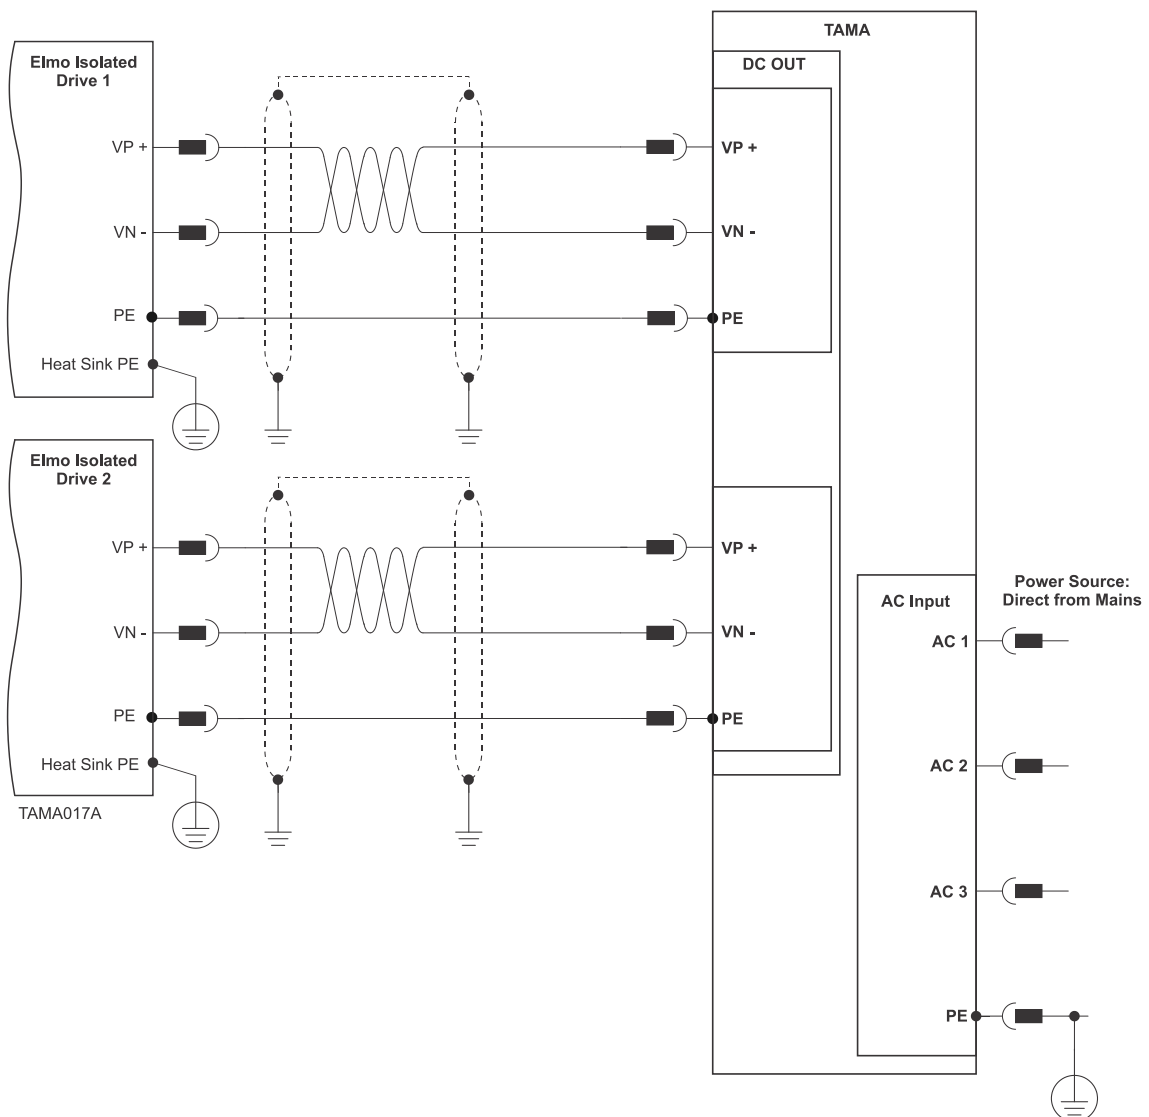 TAMA
DC OUT
Elmo Isolated
Drive 1
VP +
VN -
PE
Heat Sink PE
VP +
VN -
PE
Elmo Isolated
Drive 2
VP +
VN -
PE
Heat Sink PE
TAMA017A
VP +
VN -
PE
AC Input
Power Source:
Direct from Mains
AC 1
AC 2
AC 3
PE